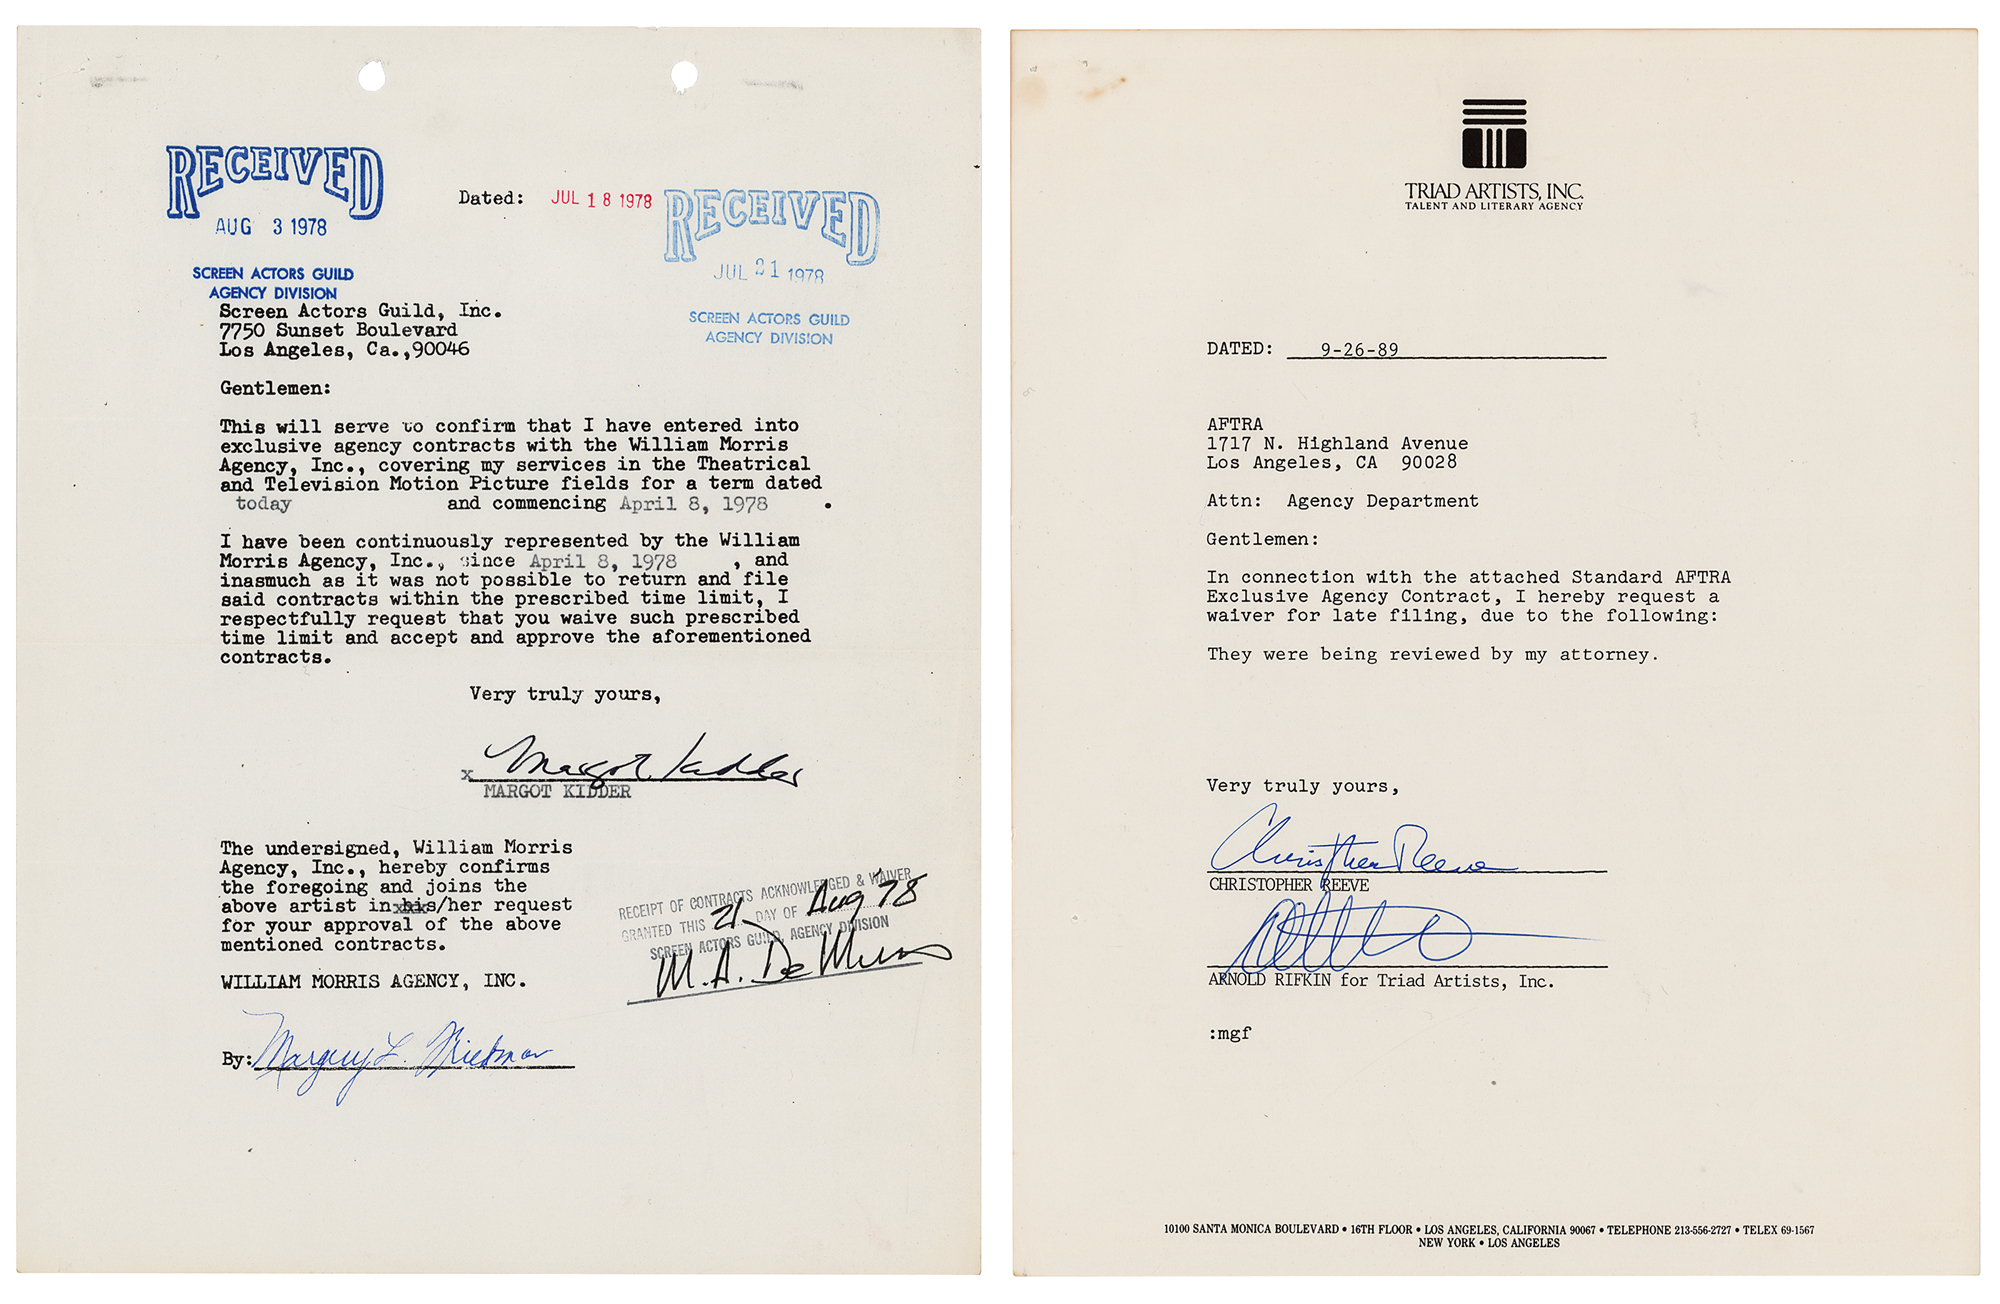 RECEIVED
AUG 3 1978
SCREEN ACTORS GUILD
AGENCY DIVISION
Dated: JUL 18 1978
RECEIVED
JUL 21 1978
SCREEN ACTORS GUILD
AGENCY DIVISION
Screen Actors Guild, Inc.
7750 Sunset Boulevard
Los Angeles, Ca.,90046
Gentlemen:
This will serve to confirm that I have entered into
exclusive agency contracts with the William Morris
Agency, Inc., covering my services in the Theatrical
and Television Motion Picture fields for a term dated
today and commencing April 8, 1978 .
I have been continuously represented by the William
Morris Agency, Inc., since April 8, 1978 , and
inasmuch as it was not possible to return and file
said contracts within the prescribed time limit, I
respectfully request that you waive such prescribed
time limit and accept and approve the aforementioned
contracts.
Very truly yours,
x Margot Kidder
MARGOT KIDDER
The undersigned, William Morris
Agency, Inc., hereby confirms
the foregoing and joins the
above artist in his/her request
for your approval of the above
mentioned contracts.
WILLIAM MORRIS AGENCY, INC.
By: L.
RECEIPT OF CONTRACTS ACKNOWLEDGED & WAIVER
GRANTED THIS 21 DAY OF Aug '78
SCREEN ACTORS GUILD, AGENCY DIVISION
M.A.
TRIAD ARTISTS, INC.
TALENT AND LITERARY AGENCY
DATED: 9-26-89
AFTRA
1717 N. Highland Avenue
Los Angeles, CA 90028
Attn: Agency Department
Gentlemen:
In connection with the attached Standard AFTRA
Exclusive Agency Contract, I hereby request a
waiver for late filing, due to the following:
They were being reviewed by my attorney.
Very truly yours,
Christopher Reeve
CHRISTOPHER REEVE
ARNOLD RIFKIN for Triad Artists, Inc.
:mgf
10100 SANTA MONICA BOULEVARD • 16TH FLOOR • LOS ANGELES, CALIFORNIA 90067 • TELEPHONE 213-556-2727 • TELEX 69-1567
NEW YORK • LOS ANGELES